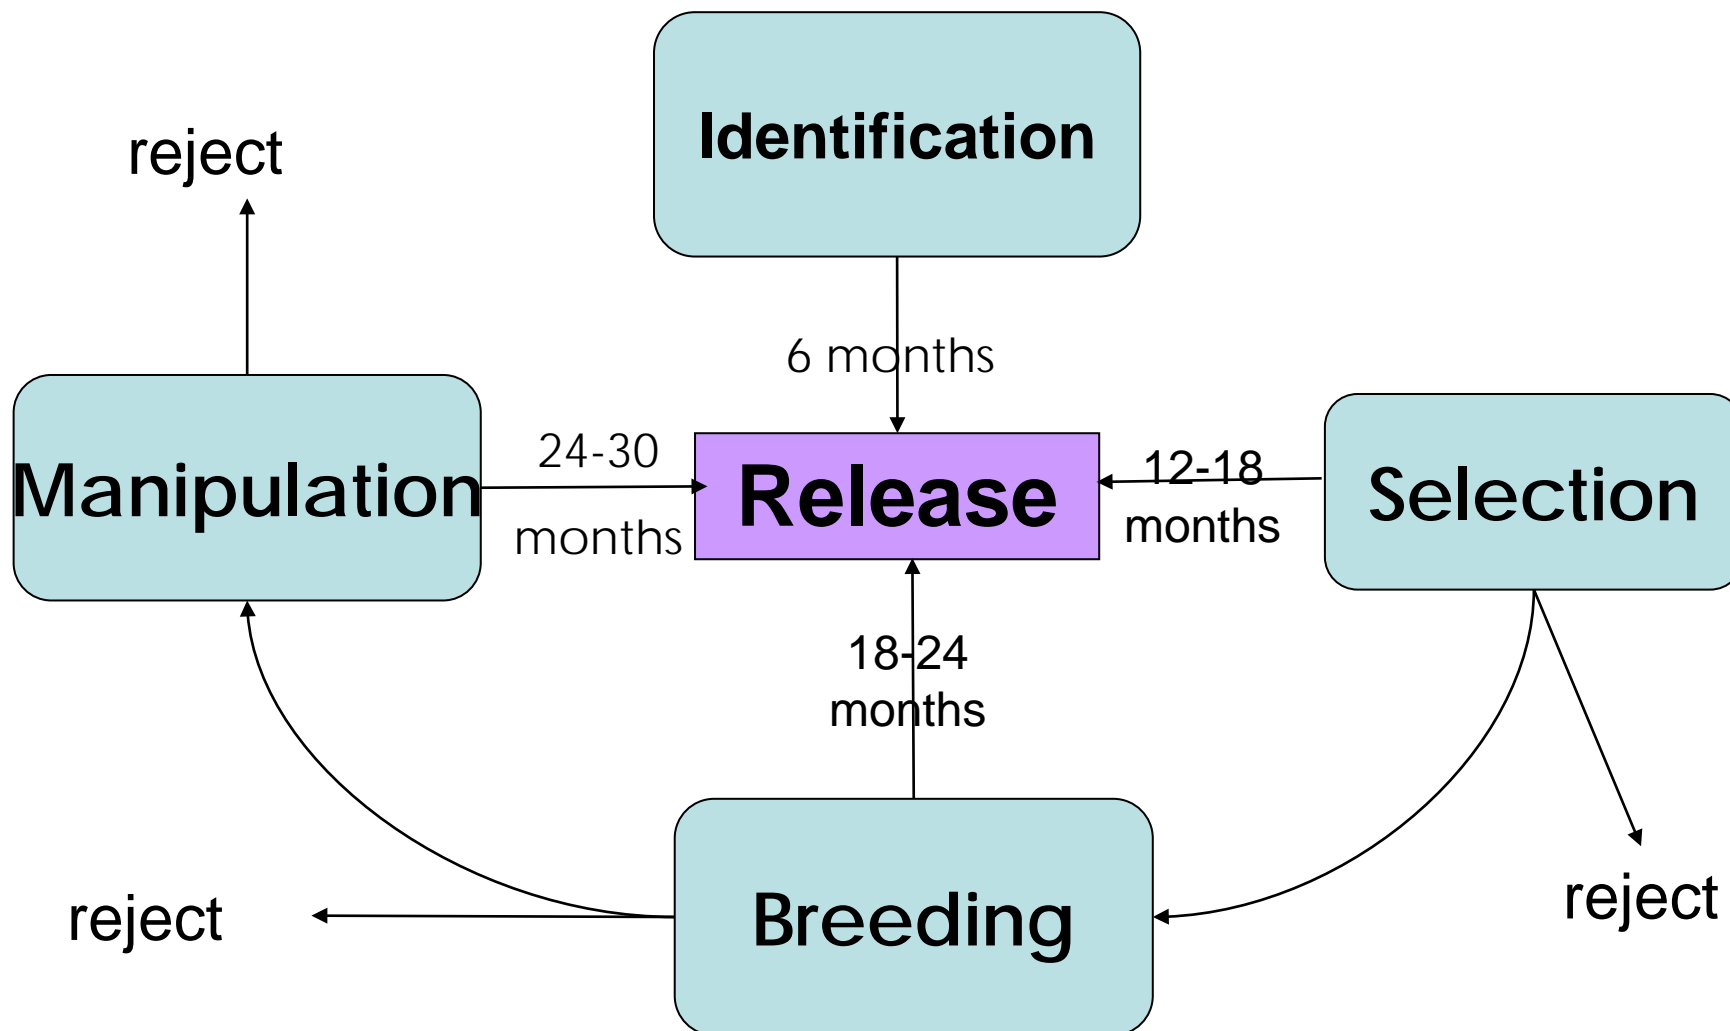 Identification
reject
6 months
24-30
months
Manipulation
Release
12-18
months
Selection
18-24
months
reject
Breeding
reject